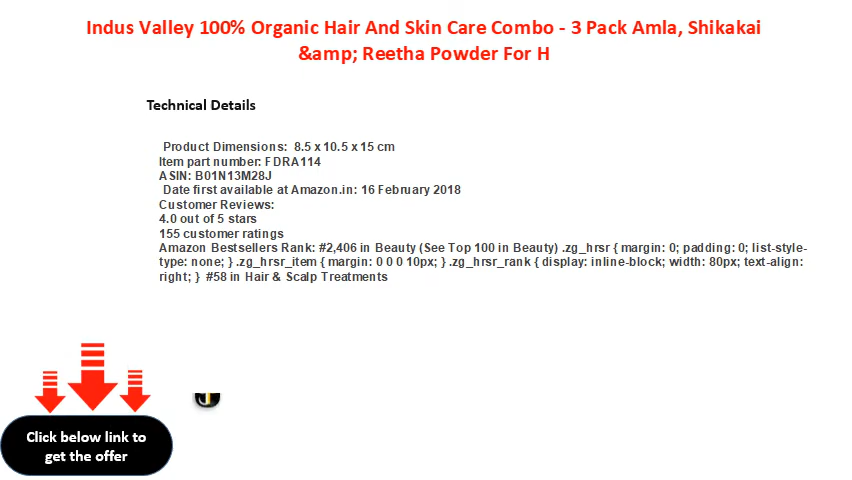 Indus Valley 100% Organic Hair And Skin Care Combo - 3 Pack Amla, Shikakai
&amp; Reetha Powder For H
Technical Details
Product Dimensions:  8.5 x 10.5 x 15 cm
Item part number: FDRA114
ASIN: B01N13M28J
Date first available at Amazon.in: 16 February 2018
Customer Reviews:
4.0 out of 5 stars
155 customer ratings
Amazon Bestsellers Rank: #2,406 in Beauty (See Top 100 in Beauty) .zg_hrsr { margin: 0; padding: 0; list-style-
type: none; } .zg_hrsr_item { margin: 0 0 0 10px; } .zg_hrsr_rank { display: inline-block; width: 80px; text-align:
right; }  #58 in Hair & Scalp Treatments
Click below link to
get the offer